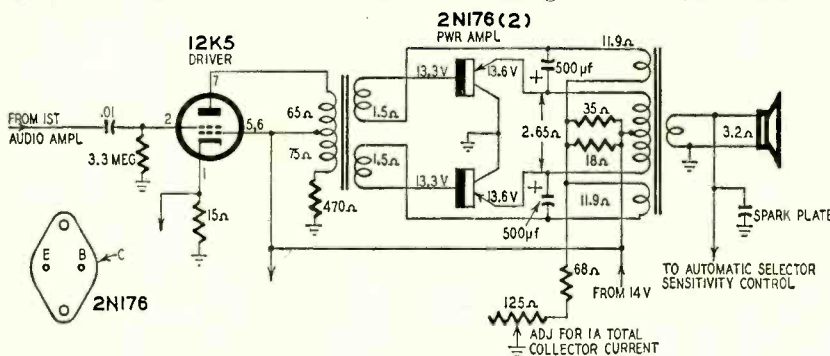 2N176(2)
PWR AMPL
12K5
DRIVER
7
FROM 1ST
AUDIO AMPL
.01
2
3.3 MEG
5,6
1
15Ω
65Ω
75Ω
470Ω
1.5Ω
1.5Ω
13.3V
13.3V
13.6V
13.6V
+
+
500µf
500µf
11.9Ω
11.9Ω
35Ω
2.65Ω
18Ω
3.2Ω
SPARK PLATE
68Ω
FROM 14V
125Ω
ADJ FOR 1A TOTAL
COLLECTOR CURRENT
TO AUTOMATIC SELECTOR
SENSITIVITY CONTROL
E
B
C
2N176